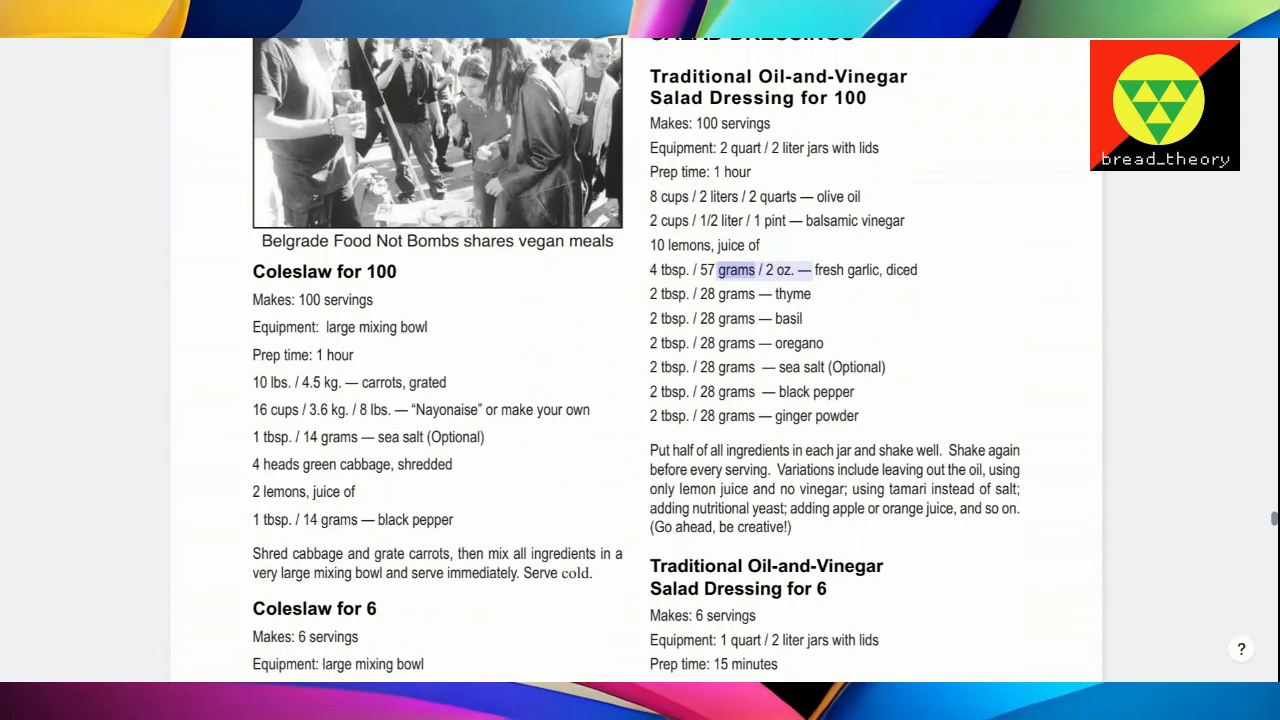 Belgrade Food Not Bombs shares vegan meals
Coleslaw for 100
Makes: 100 servings
Equipment: large mixing bowl
Prep time: 1 hour
10 lbs. / 4.5 kg. — carrots, grated
16 cups / 3.6 kg. / 8 lbs. — “Nayonaise” or make your own
1 tbsp. / 14 grams — sea salt (Optional)
4 heads green cabbage, shredded
2 lemons, juice of
1 tbsp. / 14 grams — black pepper
Shred cabbage and grate carrots, then mix all ingredients in a
very large mixing bowl and serve immediately. Serve cold.
Coleslaw for 6
Makes: 6 servings
Equipment: large mixing bowl
SALAD DRESSINGS
Traditional Oil-and-Vinegar
Salad Dressing for 100
Makes: 100 servings
Equipment: 2 quart / 2 liter jars with lids
Prep time: 1 hour
8 cups / 2 liters / 2 quarts — olive oil
2 cups / 1/2 liter / 1 pint — balsamic vinegar
10 lemons, juice of
4 tbsp. / 57 grams / 2 oz. — fresh garlic, diced
2 tbsp. / 28 grams — thyme
2 tbsp. / 28 grams — basil
2 tbsp. / 28 grams — oregano
2 tbsp. / 28 grams — sea salt (Optional)
2 tbsp. / 28 grams — black pepper
2 tbsp. / 28 grams — ginger powder
Put half of all ingredients in each jar and shake well. Shake again
before every serving. Variations include leaving out the oil, using
only lemon juice and no vinegar; using tamari instead of salt;
adding nutritional yeast; adding apple or orange juice, and so on.
(Go ahead, be creative!)
Traditional Oil-and-Vinegar
Salad Dressing for 6
Makes: 6 servings
Equipment: 1 quart / 2 liter jars with lids
Prep time: 15 minutes
bread_theory
?